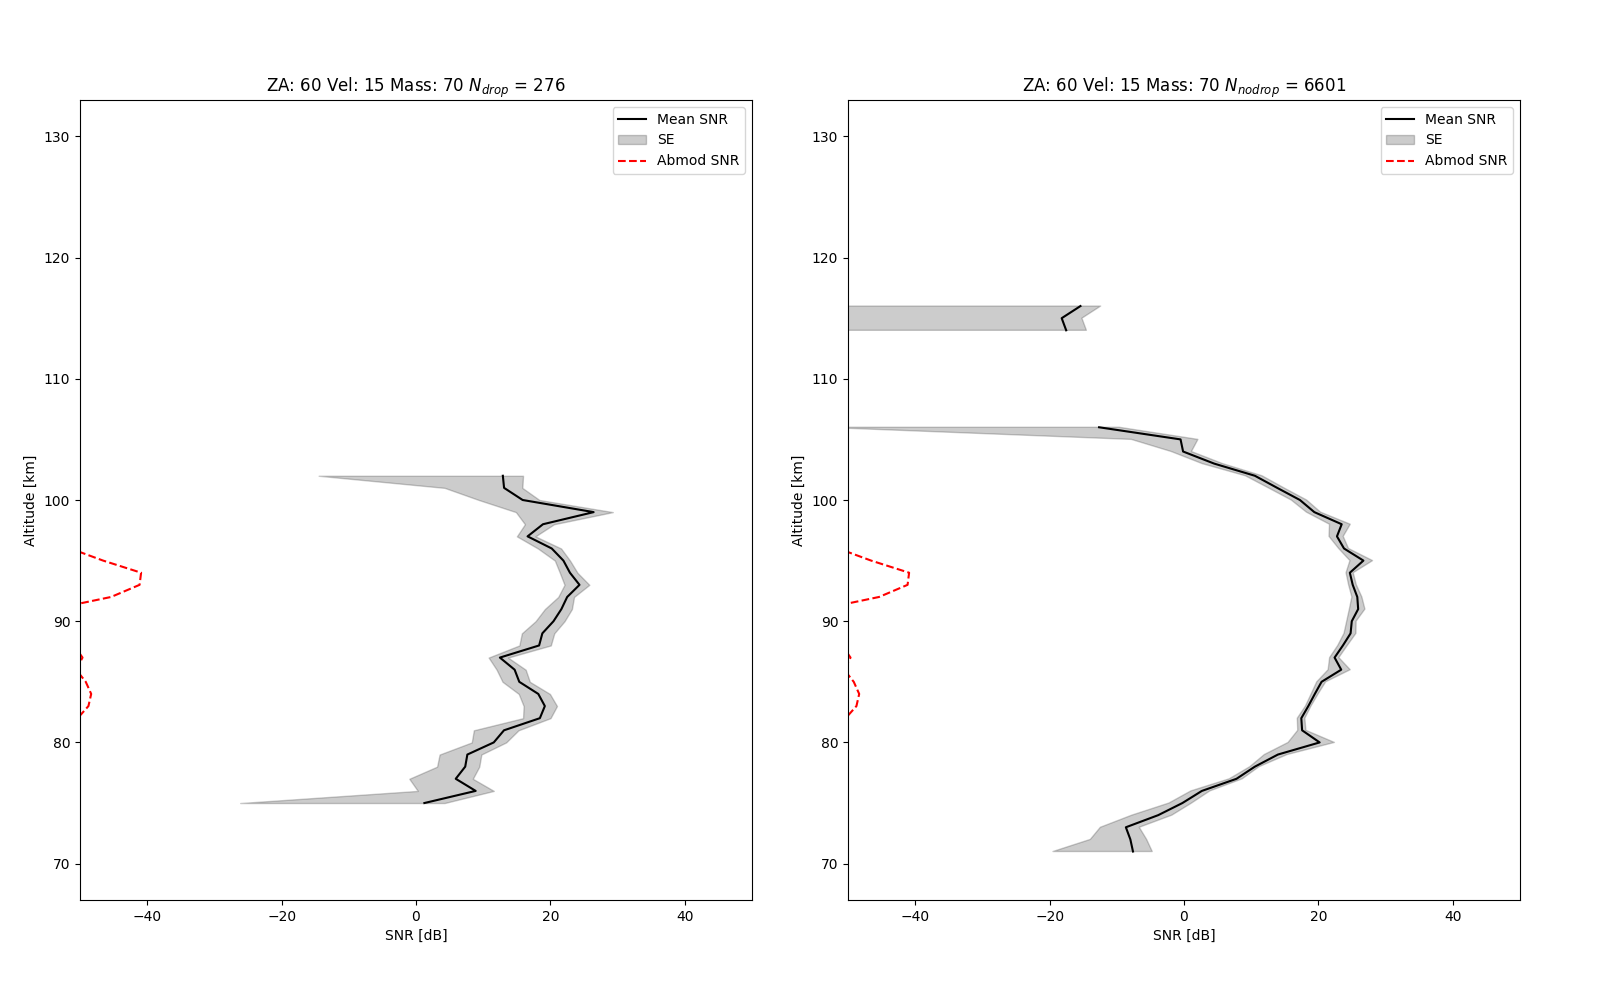 ZA: 60 Vel: 15 Mass: 70 N_drop = 276
Mean SNR
SE
Abmod SNR
130
120
110
100
90
80
70
Altitude [km]
−40
−20
0
20
40
SNR [dB]
ZA: 60 Vel: 15 Mass: 70 N_nodrop = 6601
Mean SNR
SE
Abmod SNR
130
120
110
100
90
80
70
Altitude [km]
−40
−20
0
20
40
SNR [dB]